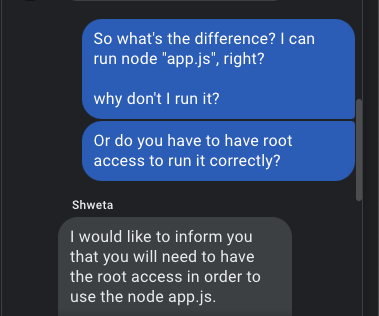 So what's the difference? I can
run node "app.js", right?
why don't I run it?
Or do you have to have root
access to run it correctly?
Shweta
I would like to inform you
that you will need to have
the root access in order to
use the node app.js.